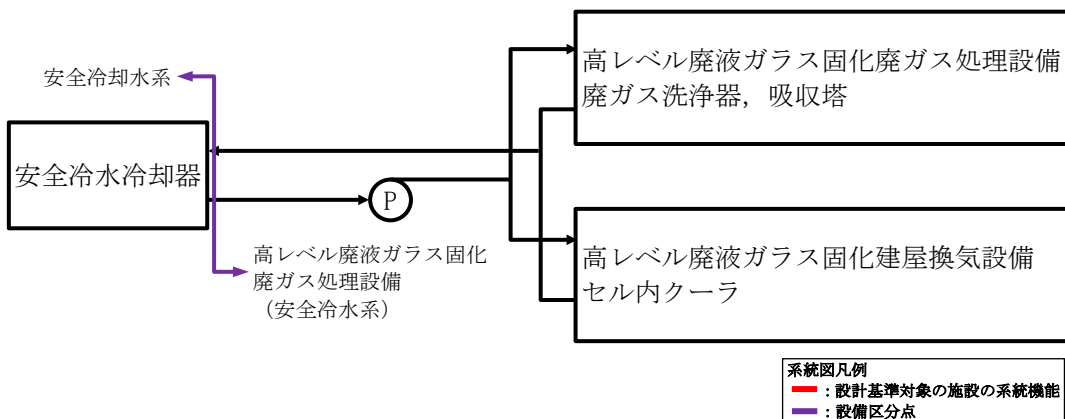 安全冷却水系
安全冷水冷却器
P
高レベル廃液ガラス固化廃ガス処理設備
廃ガス洗浄器，吸収塔
高レベル廃液ガラス固化
廃ガス処理設備
（安全冷水系）
高レベル廃液ガラス固化建屋換気設備
セル内クーラ
系統図凡例
：設計基準対象の施設の系統機能
：設備区分点